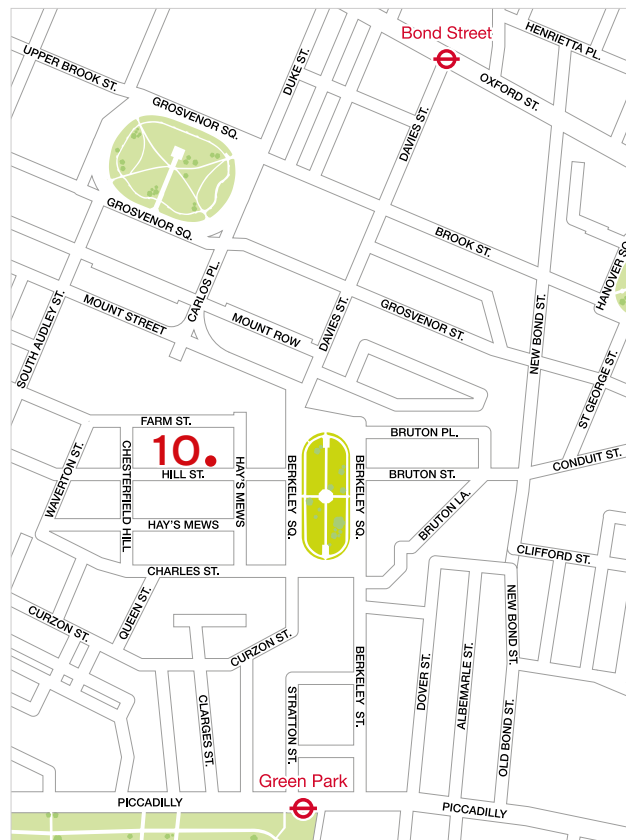 Bond Street
HENRIETTA PL.
UPPER BROOK ST.
DUKE ST.
OXFORD ST.
GROSVENOR SQ.
DAVIES ST.
GROSVENOR SQ.
BROOK ST.
HANOVER SQ.
CARLOS PL.
MOUNT STREET
MOUNT ROW
DAVIES ST.
GROSVENOR ST.
SOUTH AUDLEY ST.
NEW BOND ST.
ST GEORGE ST.
FARM ST.
BRUTON PL.
10.
WAVERTON ST.
CHESTERFIELD HILL
HILL ST.
HAY'S MEWS
BERKELEY SQ.
BERKELEY SQ.
BRUTON ST.
CONDUIT ST.
BRUTON LA.
HAY'S MEWS
CLIFFORD ST.
CHARLES ST.
QUEEN ST.
CURZON ST.
CURZON ST.
NEW BOND ST.
BERKELEY ST.
DOVER ST.
ALBEMARLE ST.
CLARGES ST.
STRATTON ST.
OLD BOND ST.
Green Park
PICCADILLY
PICCADILLY